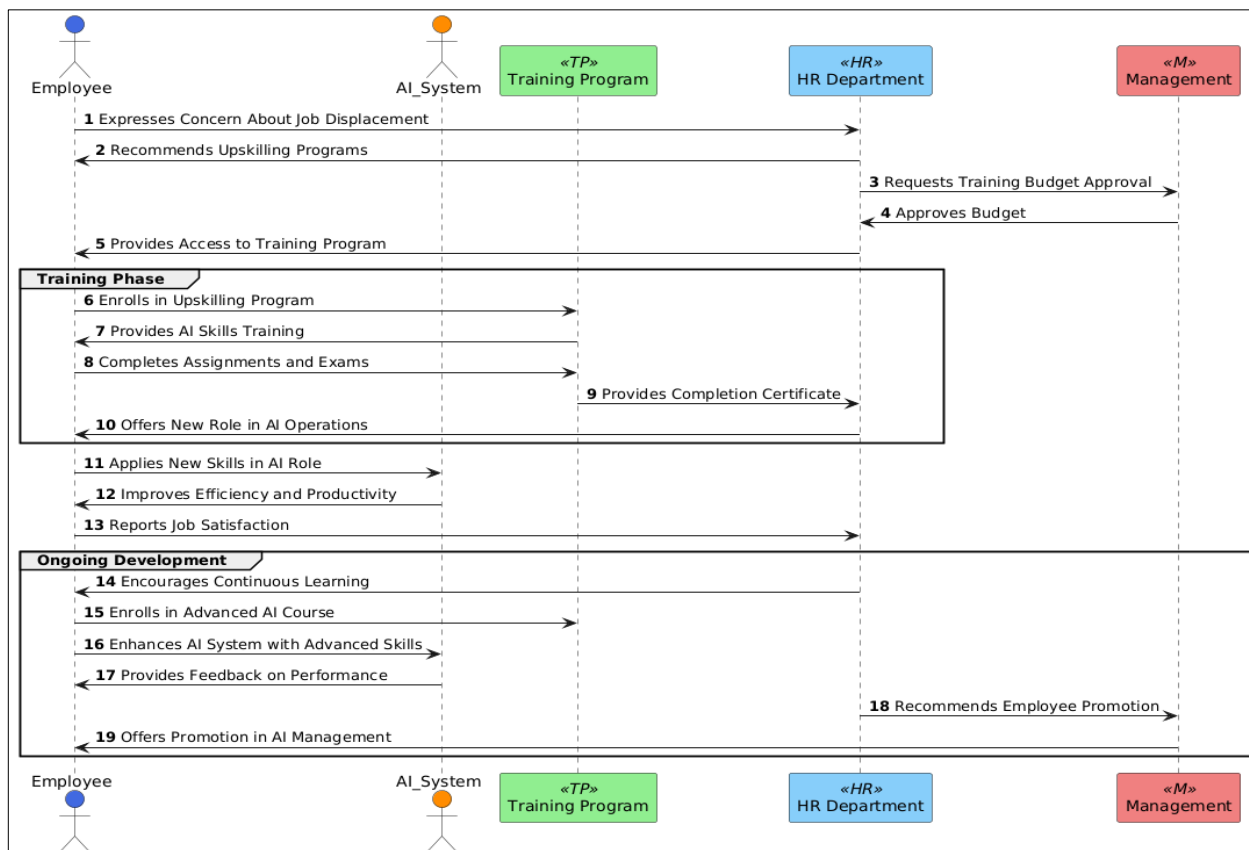 Employee
AI_System
«TP»
Training Program
«HR»
HR Department
«M»
Management
1 Expresses Concern About Job Displacement
2 Recommends Upskilling Programs
3 Requests Training Budget Approval
4 Approves Budget
5 Provides Access to Training Program
Training Phase
6 Enrolls in Upskilling Program
7 Provides AI Skills Training
8 Completes Assignments and Exams
9 Provides Completion Certificate
10 Offers New Role in AI Operations
11 Applies New Skills in AI Role
12 Improves Efficiency and Productivity
13 Reports Job Satisfaction
Ongoing Development
14 Encourages Continuous Learning
15 Enrolls in Advanced AI Course
16 Enhances AI System with Advanced Skills
17 Provides Feedback on Performance
18 Recommends Employee Promotion
19 Offers Promotion in AI Management
Employee
AI_System
«TP»
Training Program
«HR»
HR Department
«M»
Management